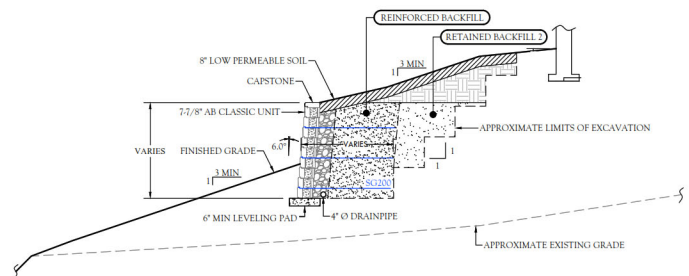 REINFORCED BACKFILL
RETAINED BACKFILL 2
8" LOW PERMEABLE SOIL
3 MIN
1
CAPSTONE
7-7/8" AB CLASSIC UNIT
APPROXIMATE LIMITS OF EXCAVATION
VARIES
6.0°
VARIES
FINISHED GRADE
1
1
3 MIN
1
SG200
6" MIN LEVELING PAD
4" Ø DRAINPIPE
APPROXIMATE EXISTING GRADE